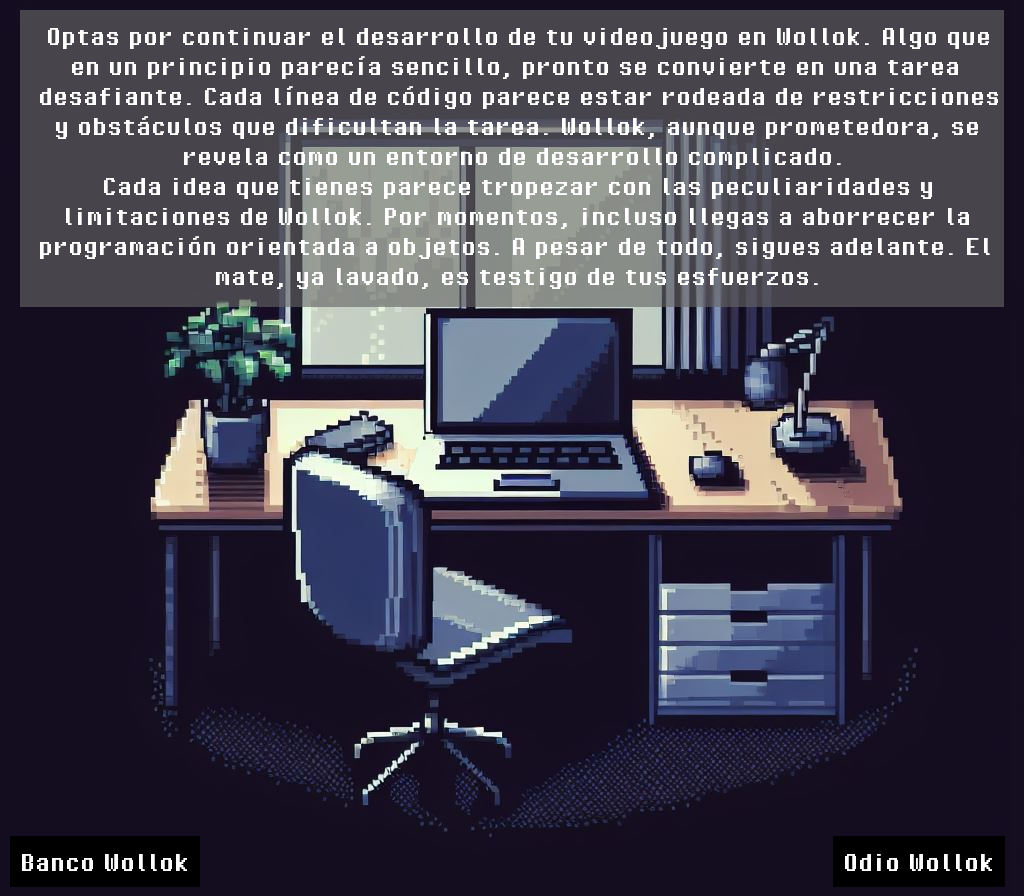 Optas por continuar el desarrollo de tu videojuego en Wollok. Algo que
en un principio parecía sencillo, pronto se convierte en una tarea
desafiante. Cada línea de código parece estar rodeada de restricciones
y obstáculos que dificultan la tarea. Wollok, aunque prometedora, se
revela como un entorno de desarrollo complicado.
Cada idea que tienes parece tropezar con las peculiaridades y
limitaciones de Wollok. Por momentos, incluso llegas a aborrecer la
programación orientada a objetos. A pesar de todo, sigues adelante. El
mate, ya lavado, es testigo de tus esfuerzos.
Banco Wollok
Odio Wollok